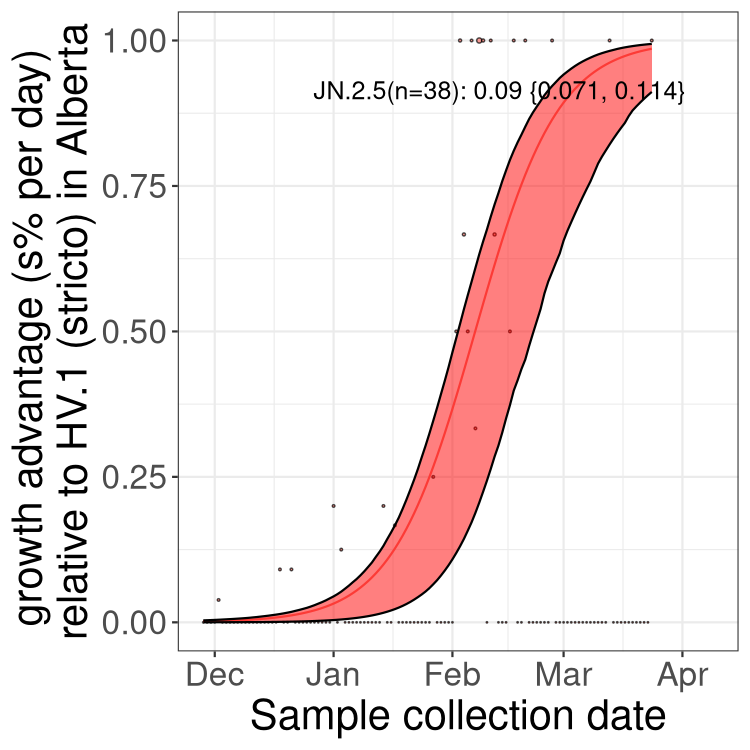 growth advantage (s% per day)
relative to HV.1 (stricto) in Alberta
1.00
0.75
0.50
0.25
0.00
JN.2.5(n=38): 0.09 {0.071, 0.114}
Dec Jan Feb Mar Apr
Sample collection date